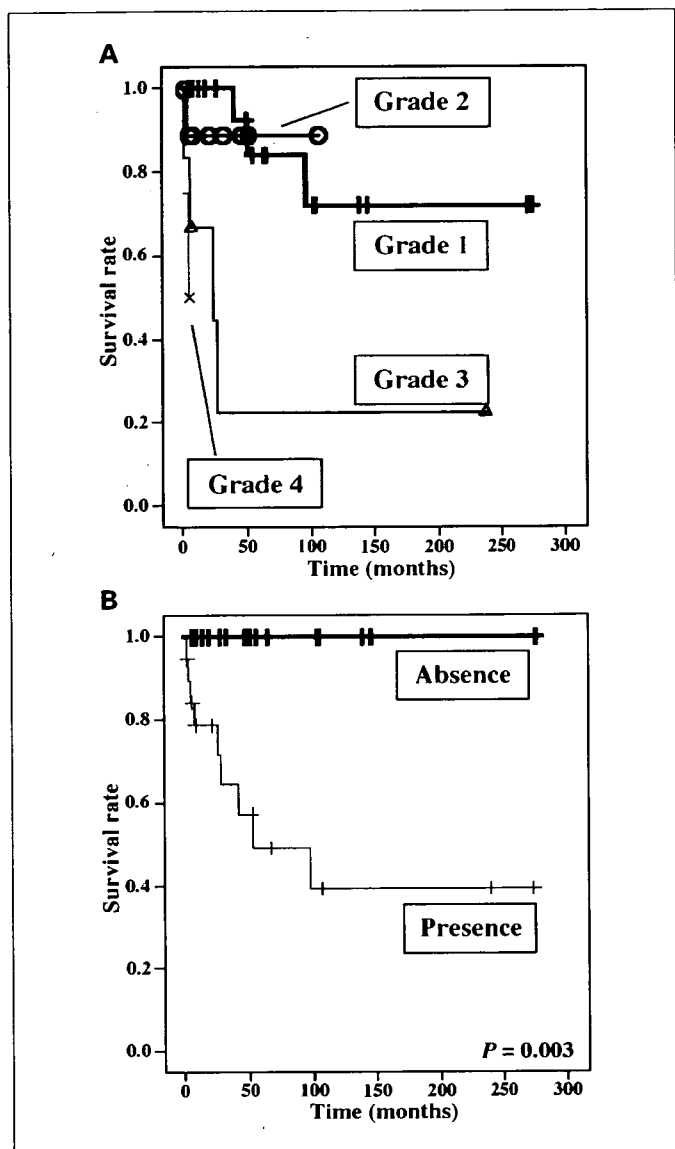 A
Survival rate
1.0
0.8
0.6
0.4
0.2
0.0
Grade 2
Grade 1
Grade 3
Grade 4
0 50 100 150 200 250 300
Time (months)
B
Survival rate
1.0
0.8
0.6
0.4
0.2
0.0
Absence
Presence
P = 0.003
0 50 100 150 200 250 300
Time (months)